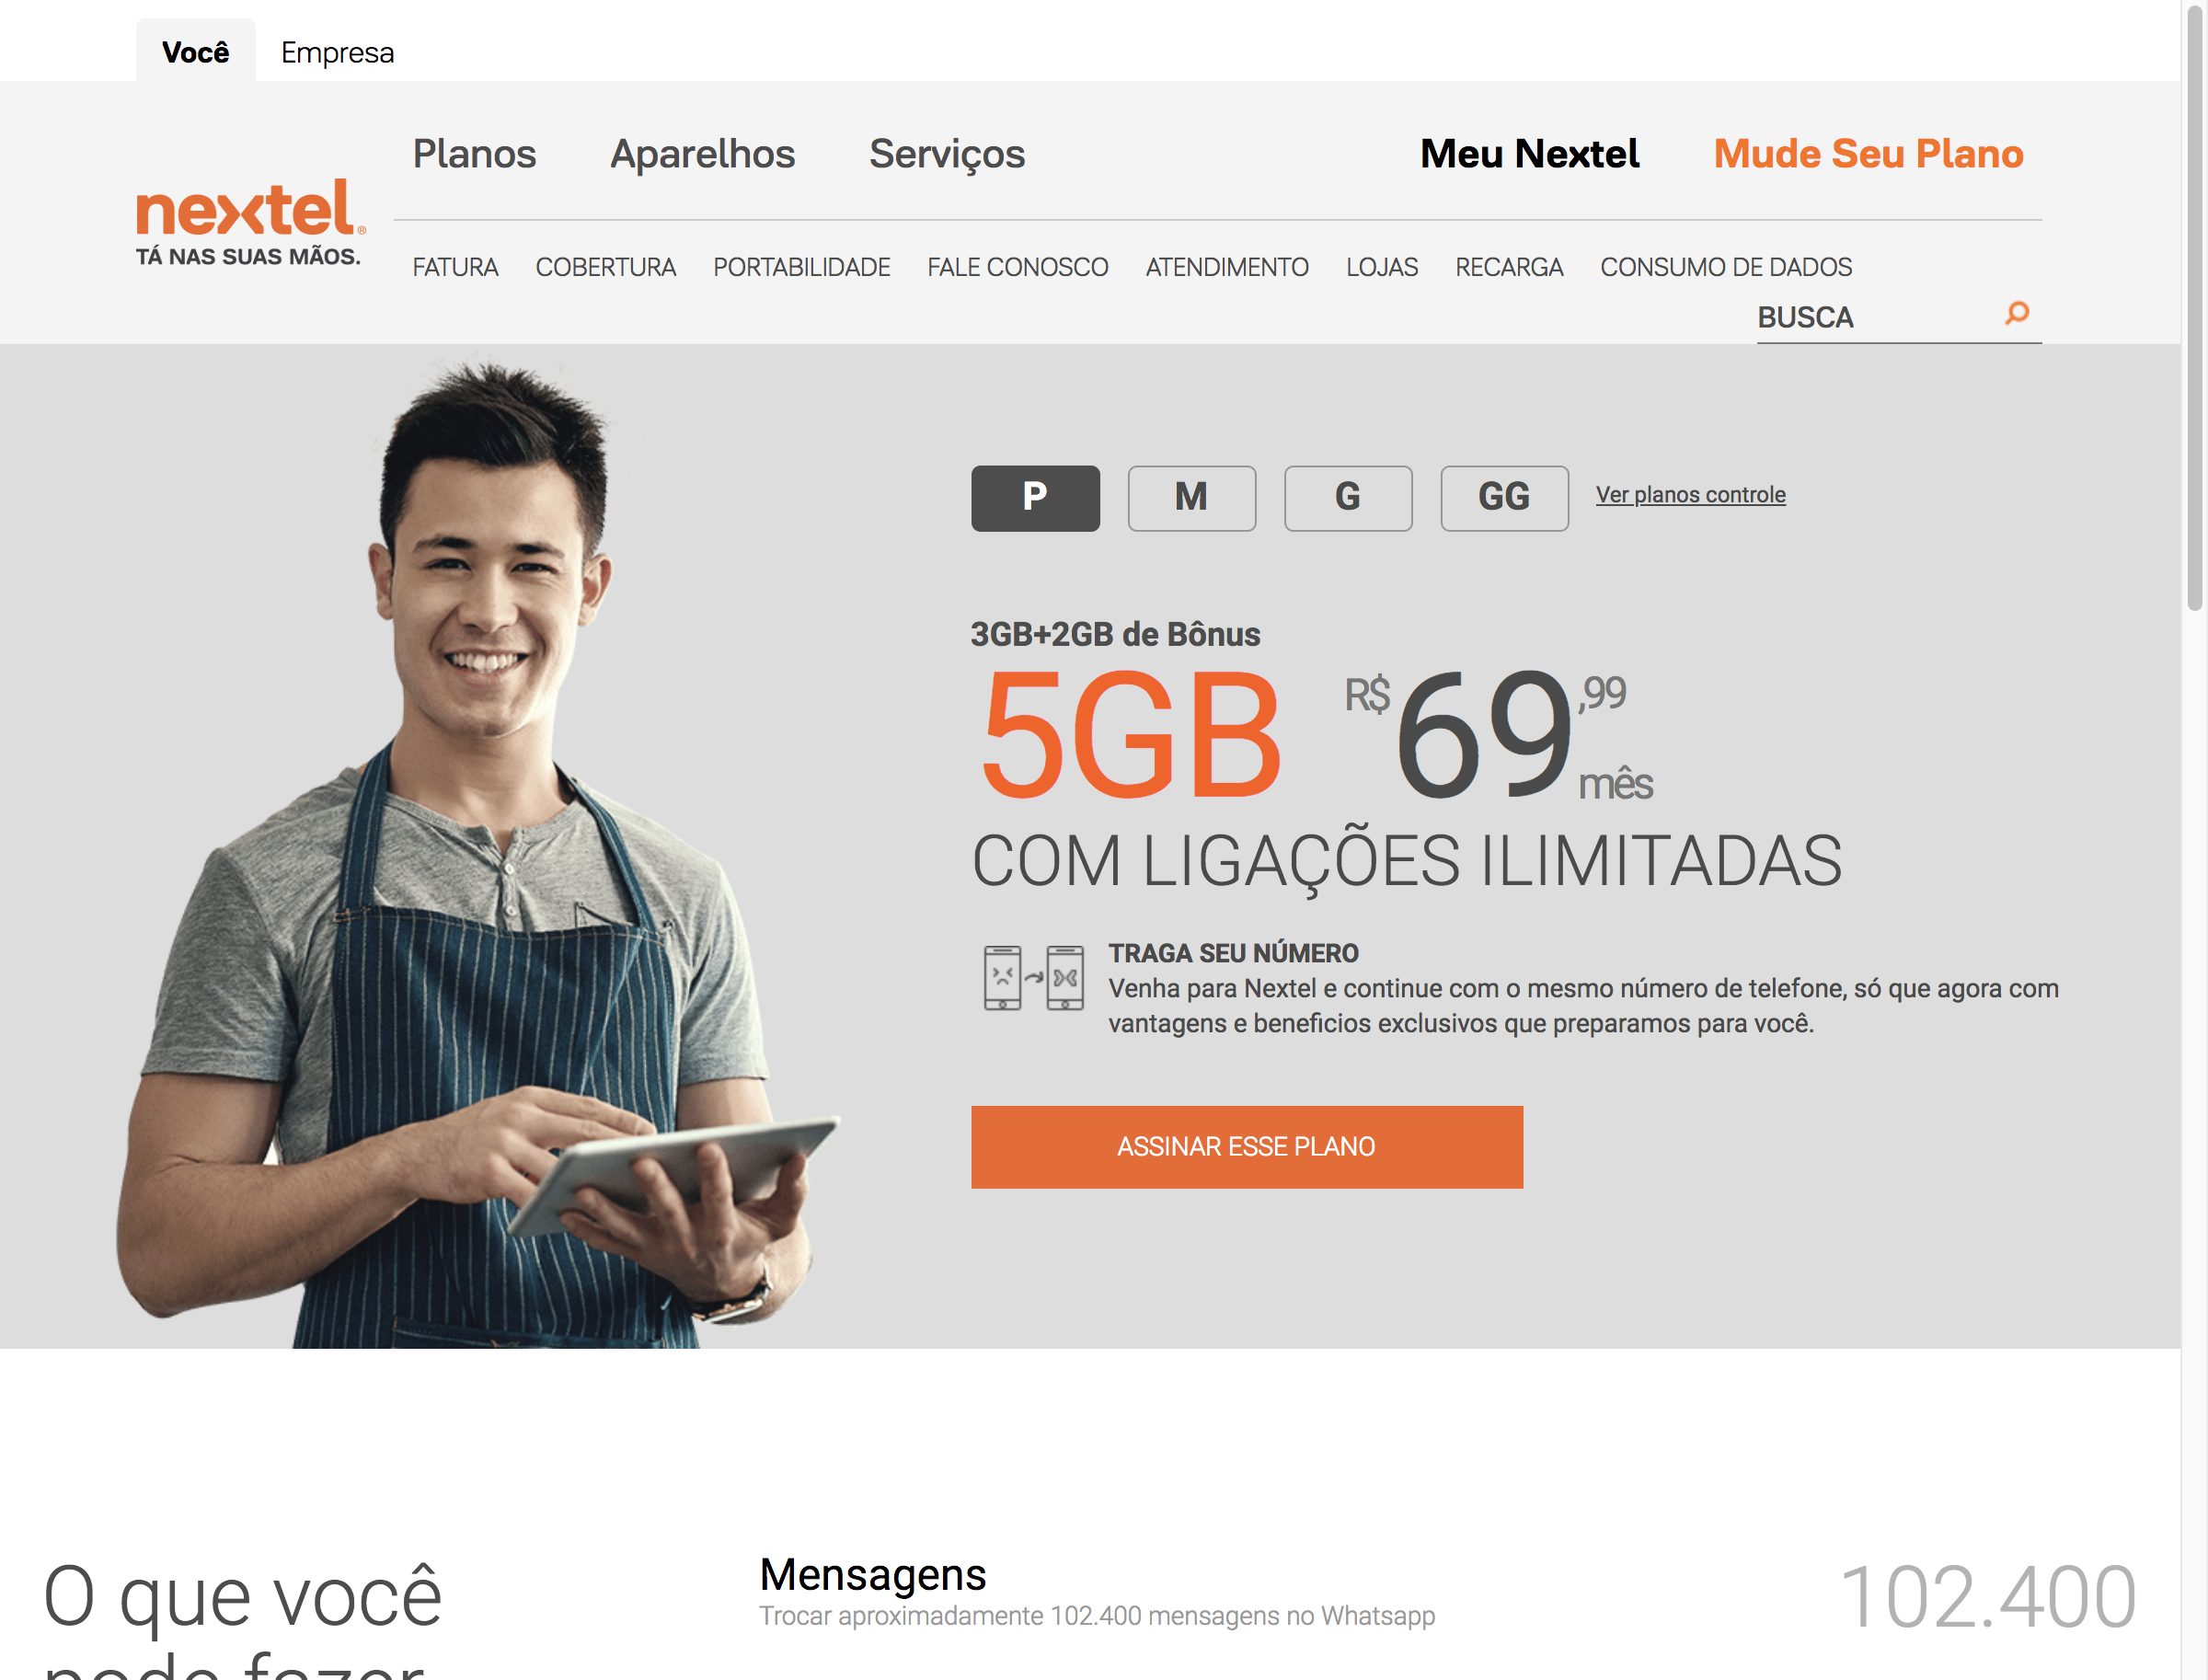 Você Empresa
Planos Aparelhos Serviços Meu Nextel Mude Seu Plano
nextel®
TÁ NAS SUAS MÃOS.
FATURA COBERTURA PORTABILIDADE FALE CONOSCO ATENDIMENTO LOJAS RECARGA CONSUMO DE DADOS
BUSCA
P M G GG Ver planos controle
3GB+2GB de Bônus
5GB R$69,99 mês
COM LIGAÇÕES ILIMITADAS
TRAGA SEU NÚMERO
Venha para Nextel e continue com o mesmo número de telefone, só que agora com
vantagens e beneficios exclusivos que preparamos para você.
ASSINAR ESSE PLANO
O que você
pode fazer
Mensagens
Trocar aproximadamente 102.400 mensagens no Whatsapp
102.400